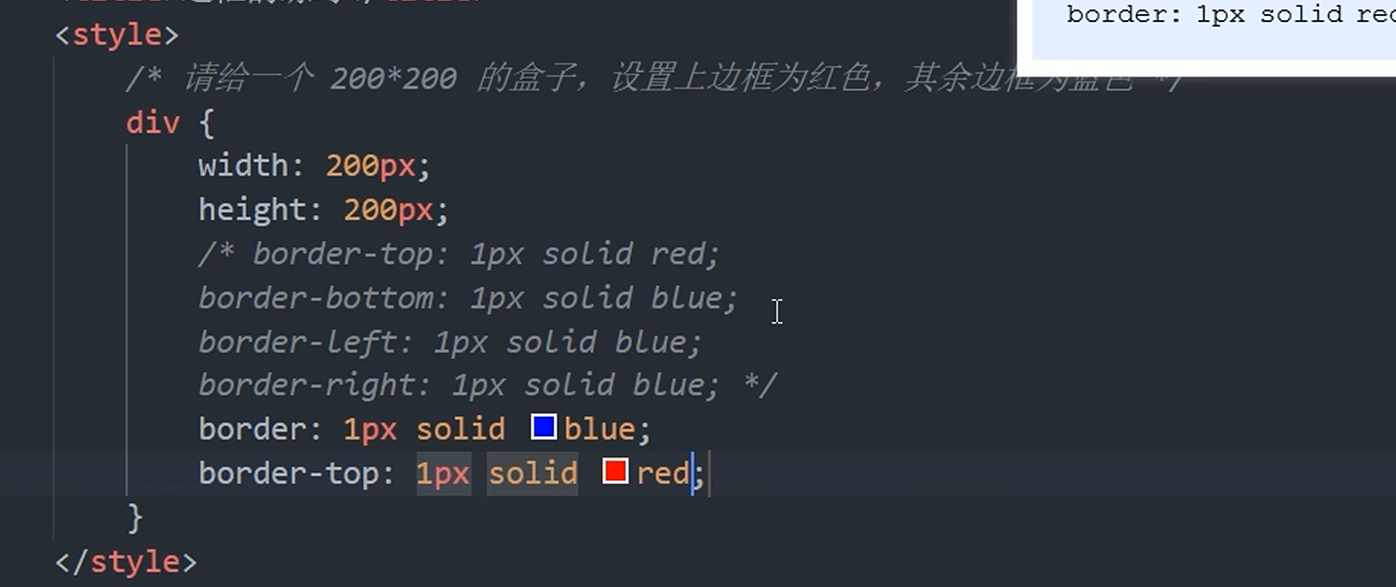 border: 1px solid red
<style>
/* 请给一个 200*200 的盒子，设置上边框为红色，其余边框为蓝色 */
div {
width: 200px;
height: 200px;
/* border-top: 1px solid red;
border-bottom: 1px solid blue;
border-left: 1px solid blue;
border-right: 1px solid blue; */
border: 1px solid blue;
border-top: 1px solid red;
}
</style>